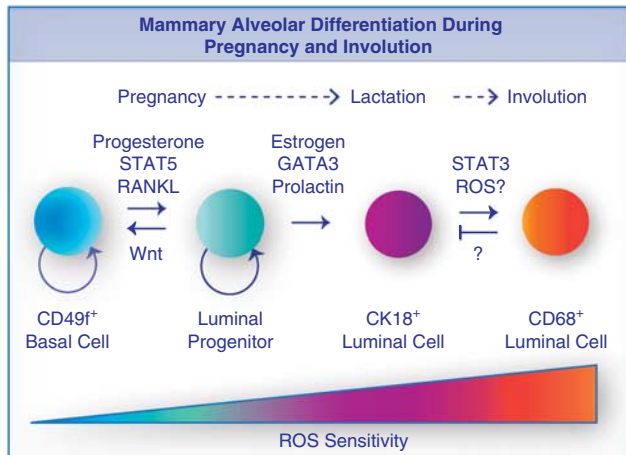 Mammary Alveolar Differentiation During
Pregnancy and Involution
Pregnancy Lactation Involution
Progesterone
STAT5
RANKL
Wnt
Estrogen
GATA3
Prolactin
STAT3
ROS?
?
CD49f⁺
Basal Cell
Luminal
Progenitor
CK18⁺
Luminal Cell
CD68⁺
Luminal Cell
ROS Sensitivity